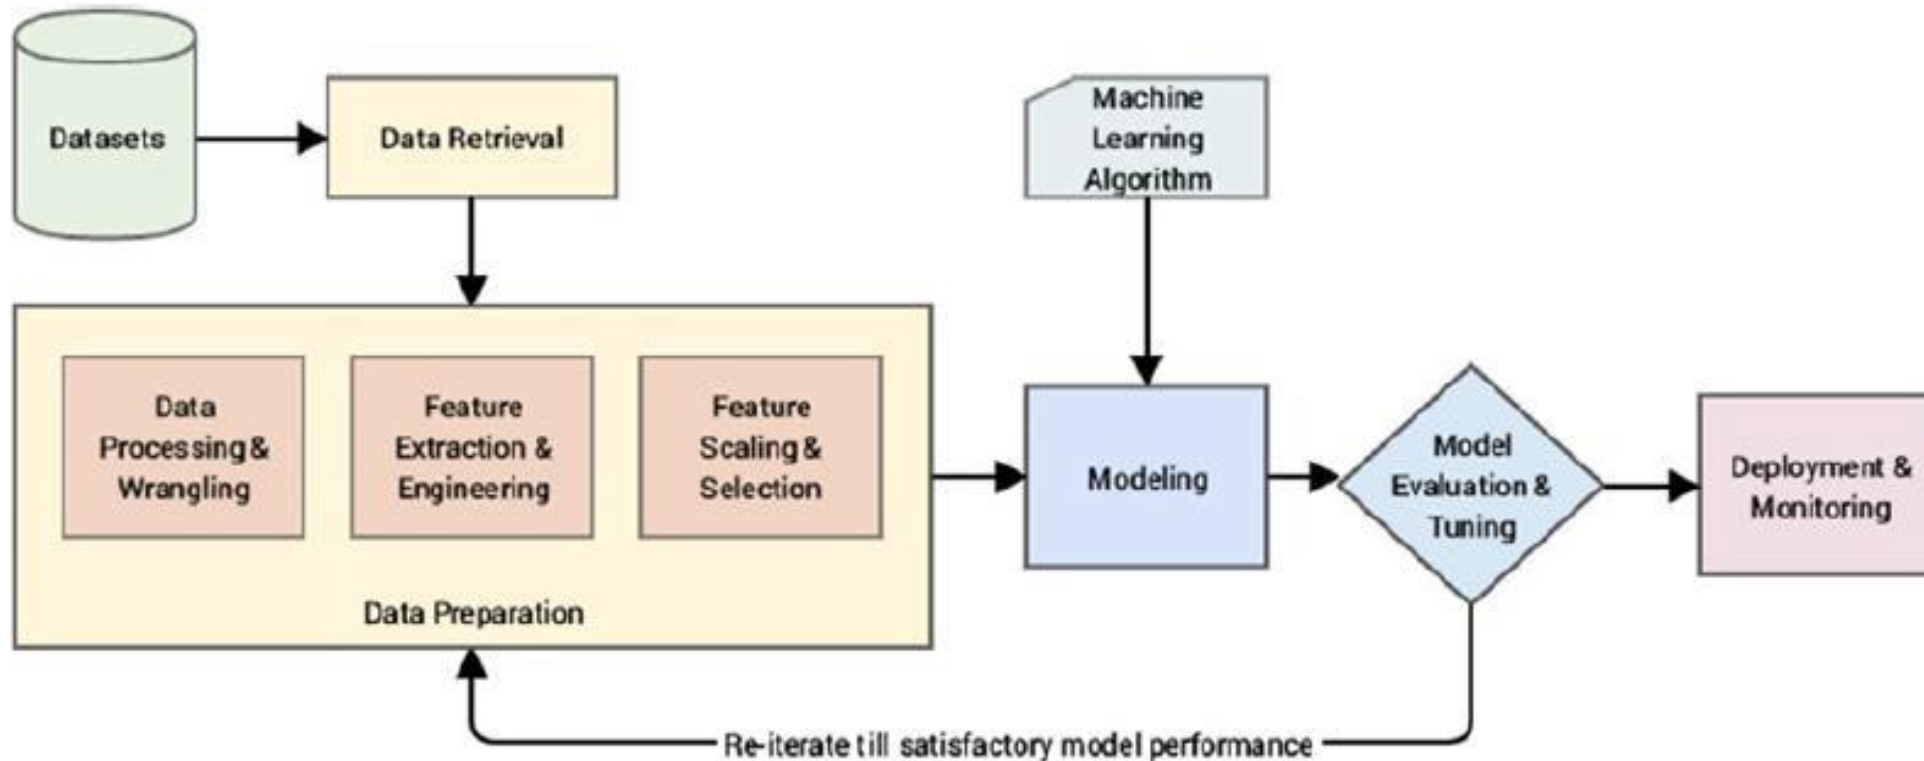 Datasets
Data Retrieval
Machine
Learning
Algorithm
Data
Processing &
Wrangling
Feature
Extraction &
Engineering
Feature
Scaling &
Selection
Data Preparation
Modeling
Model
Evaluation &
Tuning
Deployment &
Monitoring
Re-iterate till satisfactory model performance